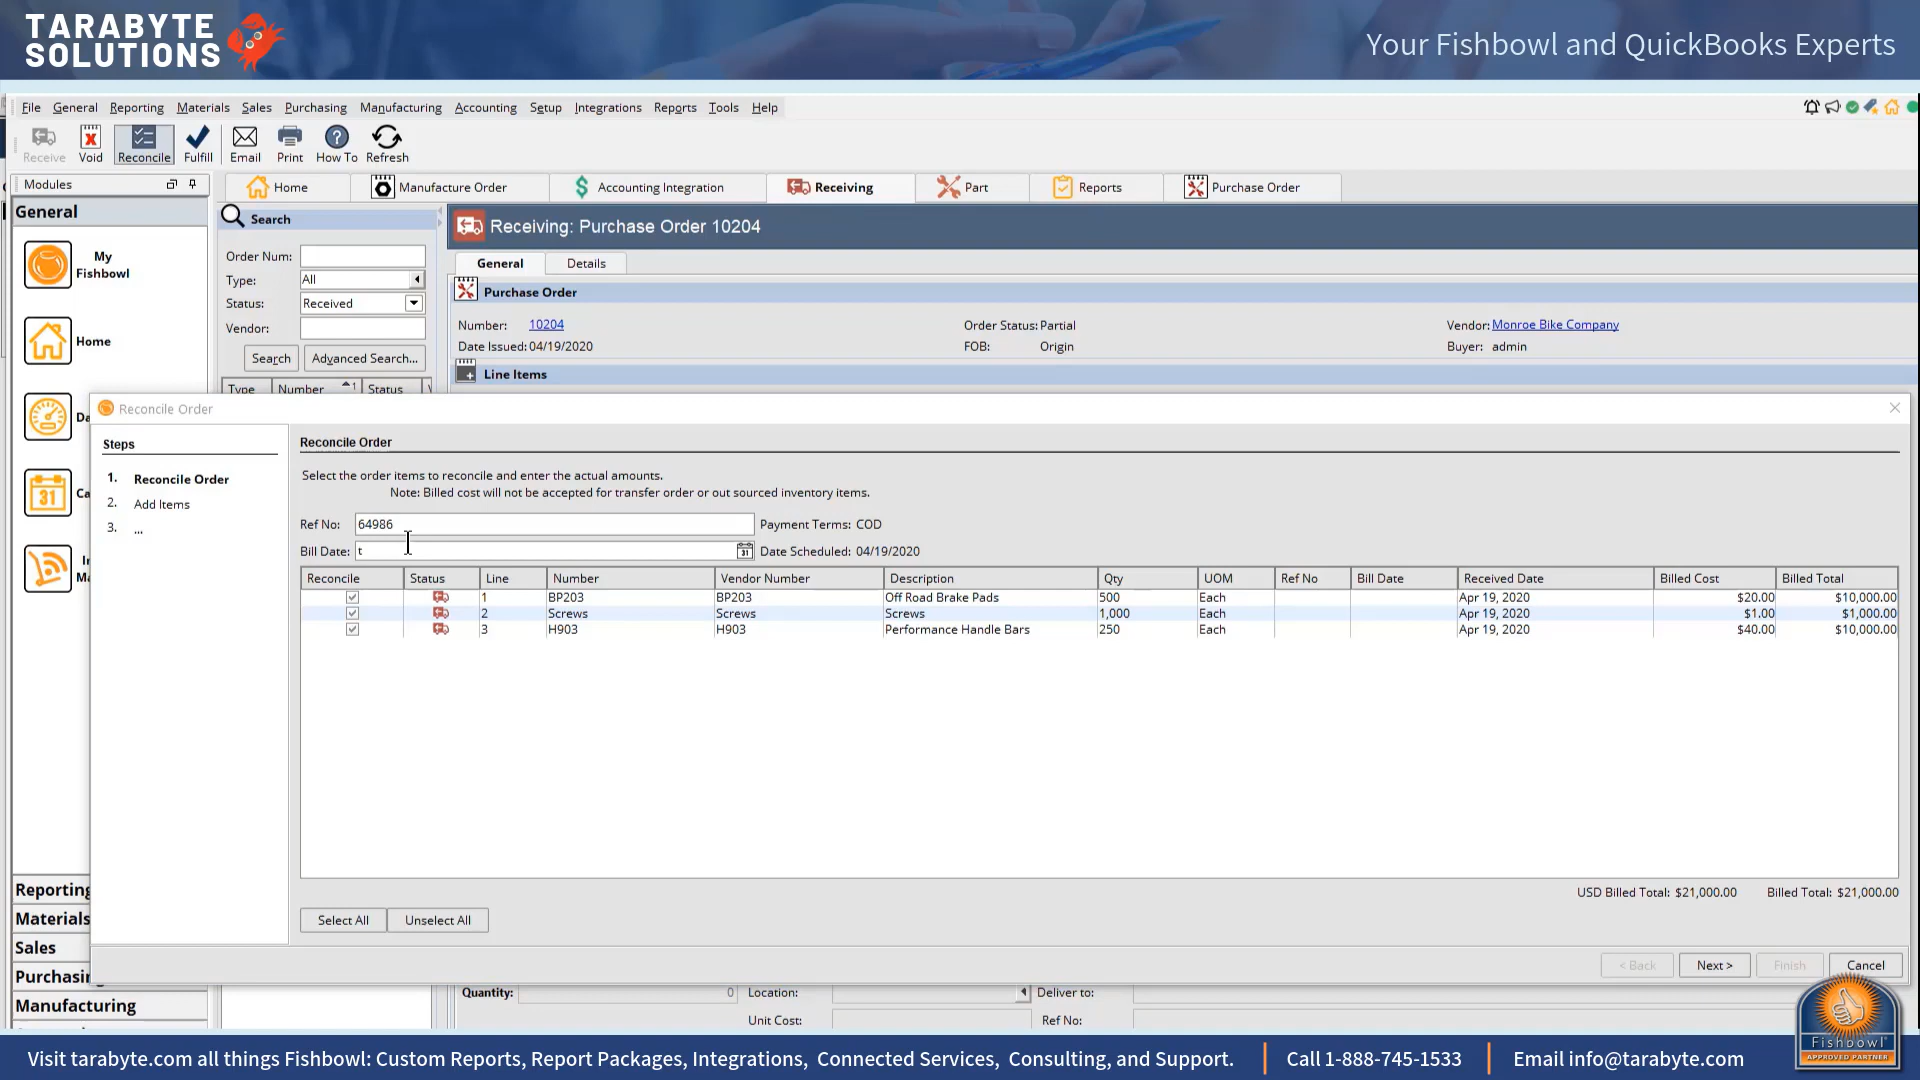 TARABYTE
SOLUTIONS
Your Fishbowl and QuickBooks Experts
File General Reporting Materials Sales Purchasing Manufacturing Accounting Setup Integrations Reports Tools Help
Receive Void Reconcile Fulfill Email Print How To Refresh
Modules
Home Manufacture Order Accounting Integration Receiving Part Reports Purchase Order
General
My
Fishbowl
Home
31
Search
Order Num:
Type: All
Status: Received
Vendor:
Search Advanced Search...
Type Number 1 Status
Receiving: Purchase Order 10204
General Details
Purchase Order
Number: 10204 Order Status: Partial Vendor: Monroe Bike Company
Date Issued: 04/19/2020 FOB: Origin Buyer: admin
Line Items
Reconcile Order
Steps
1. Reconcile Order
2. Add Items
3. ...
Reconcile Order
Select the order items to reconcile and enter the actual amounts.
Note: Billed cost will not be accepted for transfer order or out sourced inventory items.
Ref No: 64986 Payment Terms: COD
Bill Date: t 31 Date Scheduled: 04/19/2020
Reconcile Status Line Number Vendor Number Description Qty UOM Ref No Bill Date Received Date Billed Cost Billed Total
1 BP203 BP203 Off Road Brake Pads 500 Each Apr 19, 2020 $20.00 $10,000.00
2 Screws Screws Screws 1,000 Each Apr 19, 2020 $1.00 $1,000.00
3 H903 H903 Performance Handle Bars 250 Each Apr 19, 2020 $40.00 $10,000.00
USD Billed Total: $21,000.00 Billed Total: $21,000.00
Select All Unselect All
< Back Next > Finish Cancel
Reporting
Materials
Sales
Purchasing
Manufacturing
Quantity: 0 Location: Deliver to:
Unit Cost: Ref No:
Fishbowl
APPROVED PARTNER
Visit tarabyte.com all things Fishbowl: Custom Reports, Report Packages, Integrations, Connected Services, Consulting, and Support. Call 1-888-745-1533 Email info@tarabyte.com